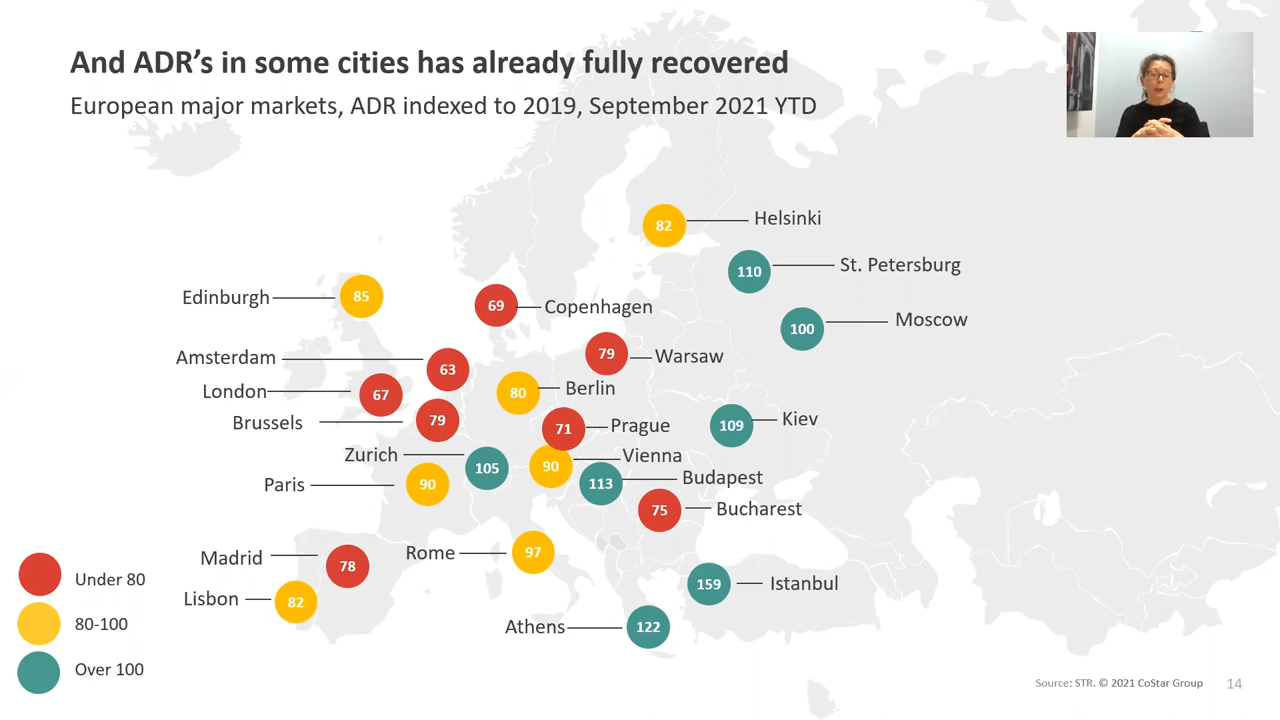 And ADR's in some cities has already fully recovered
European major markets, ADR indexed to 2019, September 2021 YTD
82 Helsinki
110 St. Petersburg
Edinburgh 85
69 Copenhagen
100 Moscow
Amsterdam 63
79 Warsaw
London 67
80 Berlin
Brussels 79
71 Prague
109 Kiev
Zurich 105
90 Vienna
Paris 90
113 Budapest
75 Bucharest
Rome 97
Madrid 78
Lisbon 82
159 Istanbul
Athens 122
Under 80
80-100
Over 100
Source: STR. © 2021 CoStar Group
14